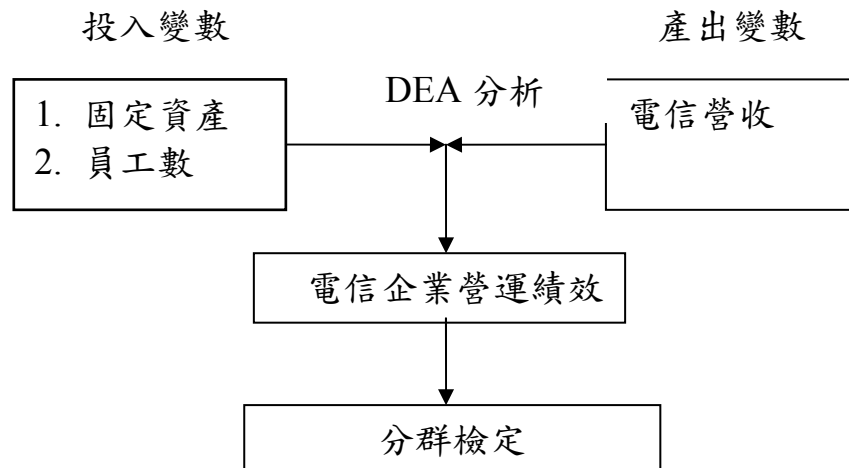 投入變數
產出變數
DEA 分析
1. 固定資產
2. 員工數
電信營收
電信企業營運績效
分群檢定